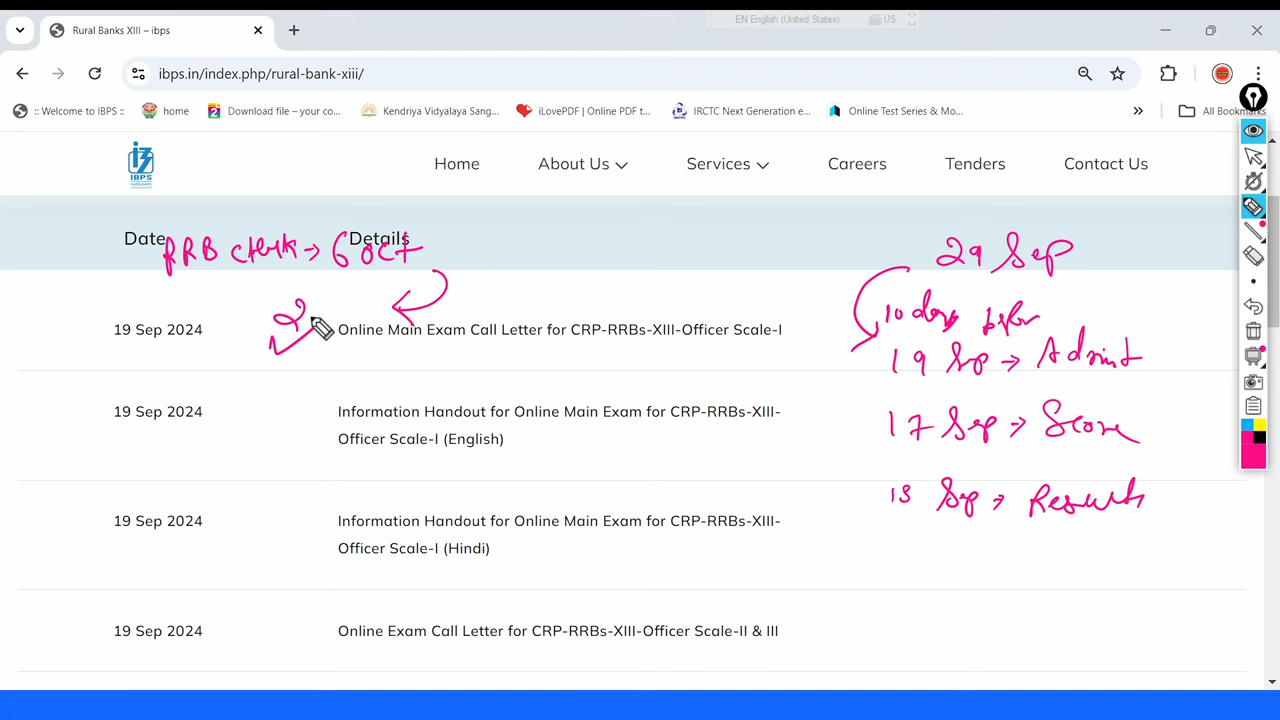 EN English (United States) US
Rural Banks XIII – ibps
ibps.in/index.php/rural-bank-xiii/
:: Welcome to IBPS :: home Download file – your co... Kendriya Vidyalaya Sang... iLovePDF | Online PDF t... IRCTC Next Generation e... Online Test Series & Mo... » All Bookmarks
IBPS
Home About Us Services Careers Tenders Contact Us
Date Details
RRB Clerk → 6 Oct
29 Sep
10 days before
19 Sep 2024 Online Main Exam Call Letter for CRP-RRBs-XIII-Officer Scale-I
2
19 Sep → Admit
19 Sep 2024 Information Handout for Online Main Exam for CRP-RRBs-XIII-
Officer Scale-I (English)
17 Sep → Score
13 Sep → Results
19 Sep 2024 Information Handout for Online Main Exam for CRP-RRBs-XIII-
Officer Scale-I (Hindi)
19 Sep 2024 Online Exam Call Letter for CRP-RRBs-XIII-Officer Scale-II & III